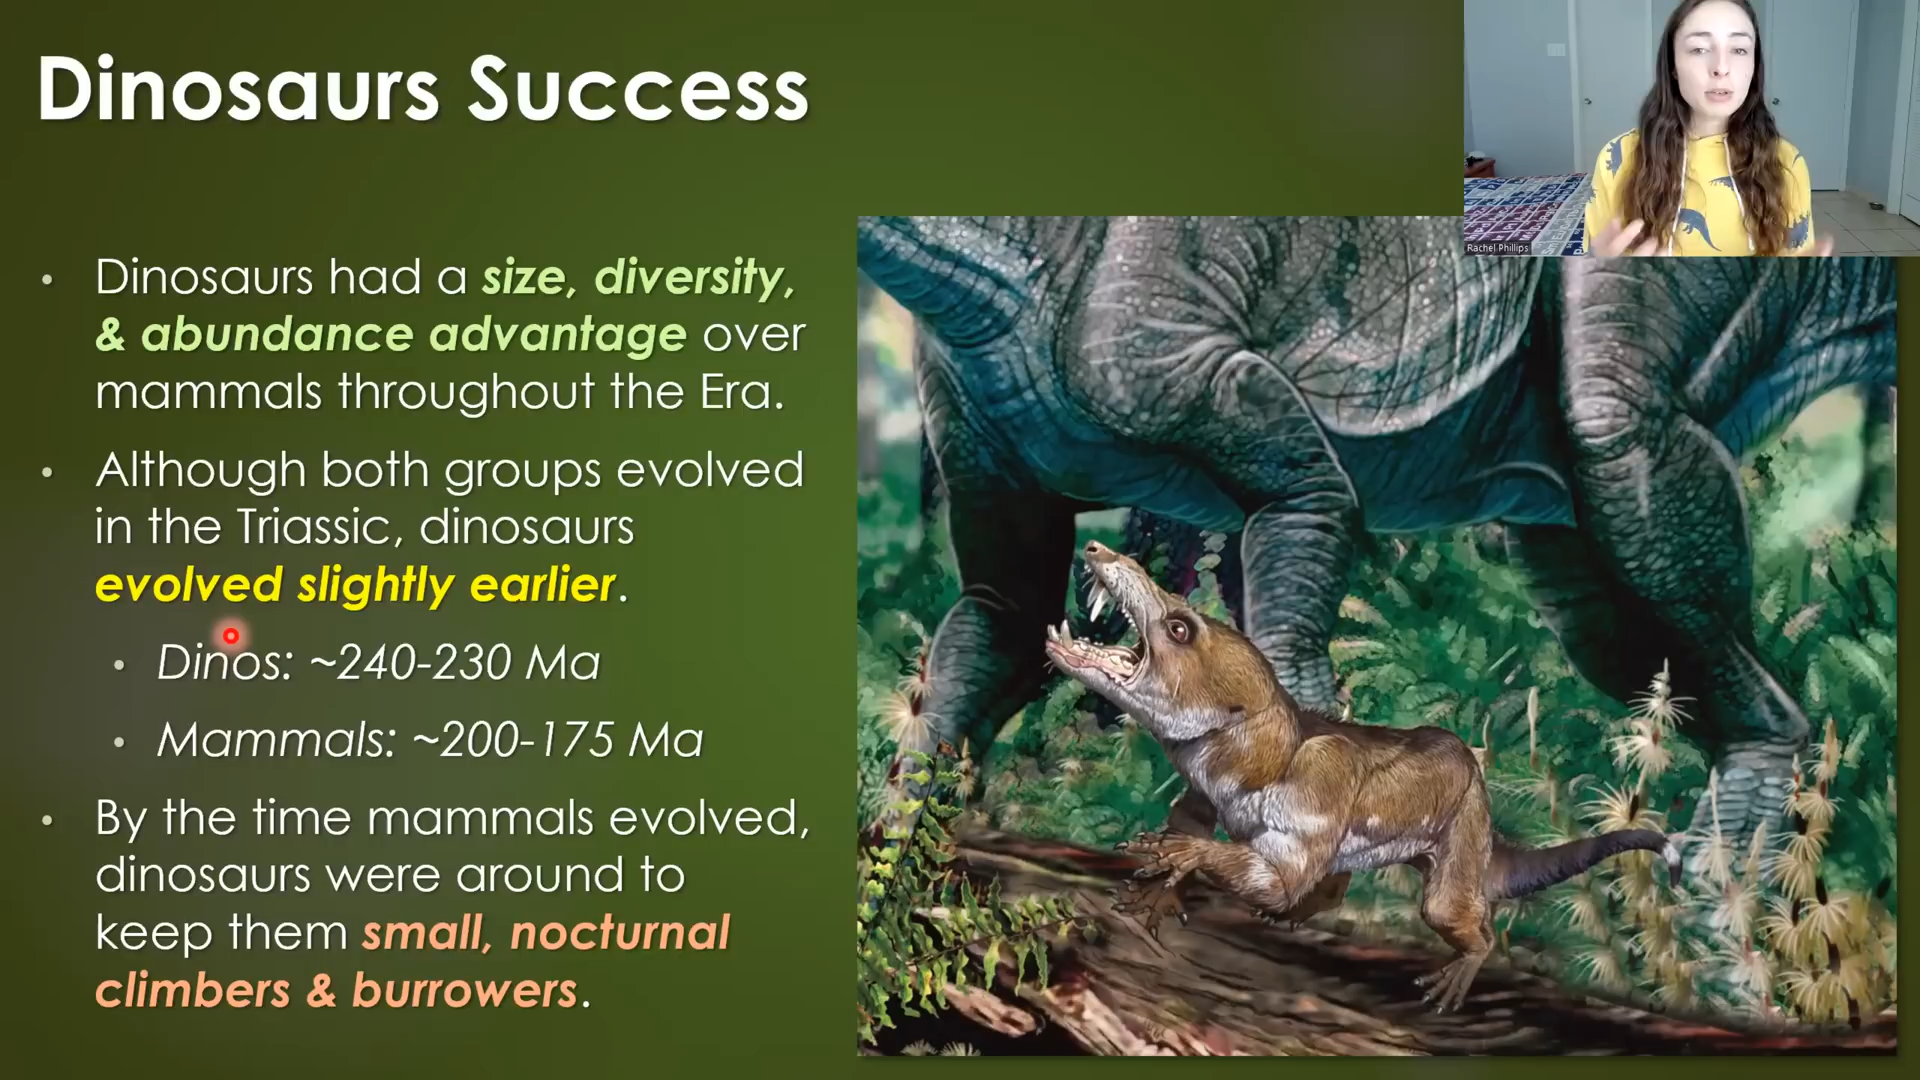 Dinosaurs Success
Rachel Phillips
• Dinosaurs had a size, diversity,
& abundance advantage over
mammals throughout the Era.
• Although both groups evolved
in the Triassic, dinosaurs
evolved slightly earlier.
• Dinos: ~240-230 Ma
• Mammals: ~200-175 Ma
• By the time mammals evolved,
dinosaurs were around to
keep them small, nocturnal
climbers & burrowers.